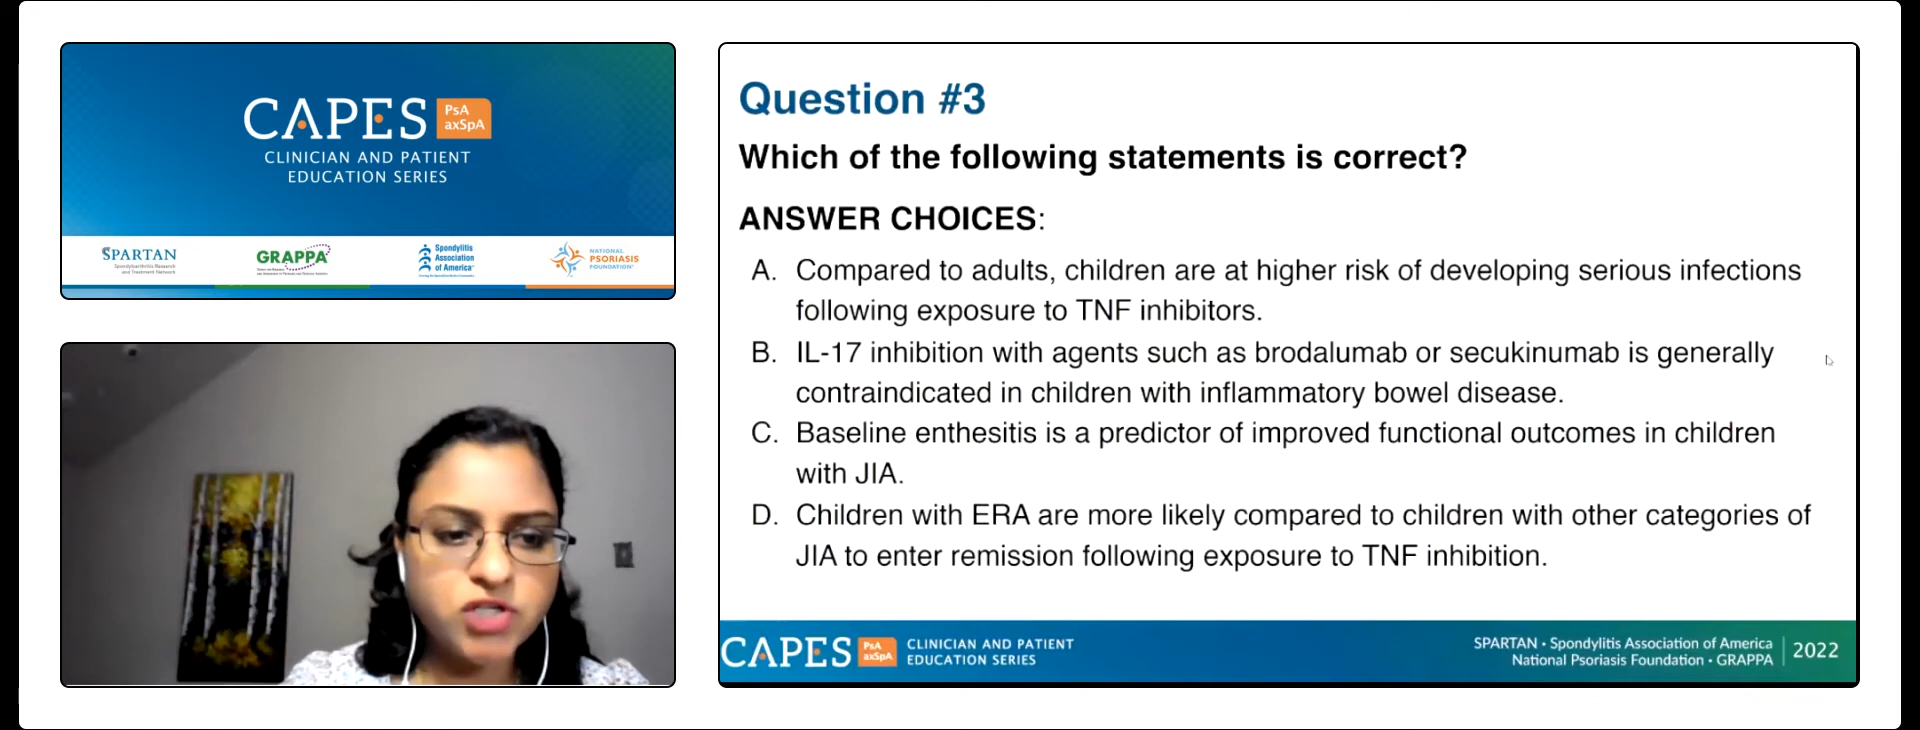 CAPES PsA
axSpA
CLINICIAN AND PATIENT
EDUCATION SERIES
SPARTAN
Spondyloarthritis Research
and Treatment Network
GRAPPA
Spondylitis
Association
of America
NATIONAL
PSORIASIS
FOUNDATION
Question #3
Which of the following statements is correct?
ANSWER CHOICES:
A. Compared to adults, children are at higher risk of developing serious infections
following exposure to TNF inhibitors.
B. IL-17 inhibition with agents such as brodalumab or secukinumab is generally
contraindicated in children with inflammatory bowel disease.
C. Baseline enthesitis is a predictor of improved functional outcomes in children
with JIA.
D. Children with ERA are more likely compared to children with other categories of
JIA to enter remission following exposure to TNF inhibition.
CAPES PsA
axSpA
CLINICIAN AND PATIENT
EDUCATION SERIES
SPARTAN • Spondylitis Association of America
National Psoriasis Foundation • GRAPPA
2022